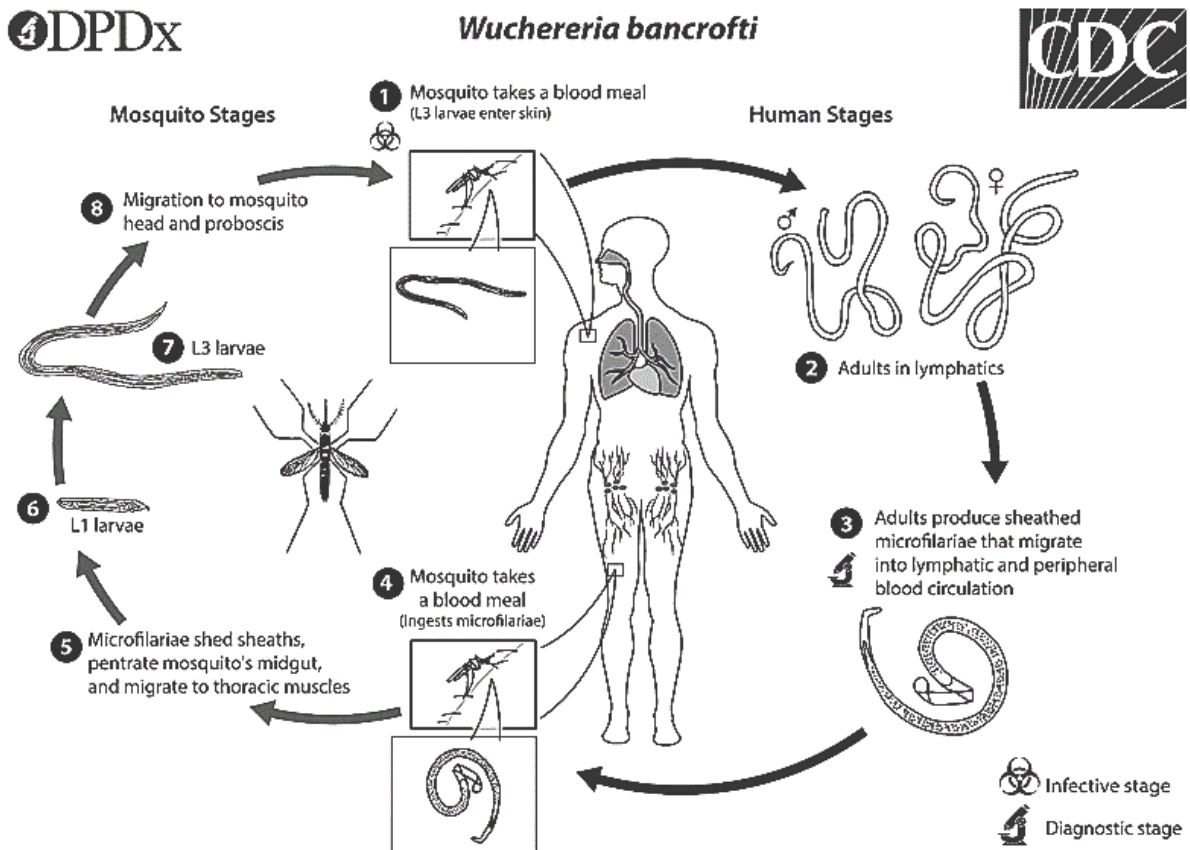 DPDx
Wuchereria bancrofti
CDC
Mosquito Stages
1 Mosquito takes a blood meal
(L3 larvae enter skin)
Human Stages
8 Migration to mosquito
head and proboscis
♂
♀
7 L3 larvae
2 Adults in lymphatics
6
L1 larvae
3 Adults produce sheathed
microfilariae that migrate
into lymphatic and peripheral
blood circulation
4 Mosquito takes
a blood meal
(Ingests microfilariae)
5 Microfilariae shed sheaths,
pentrate mosquito's midgut,
and migrate to thoracic muscles
Infective stage
Diagnostic stage